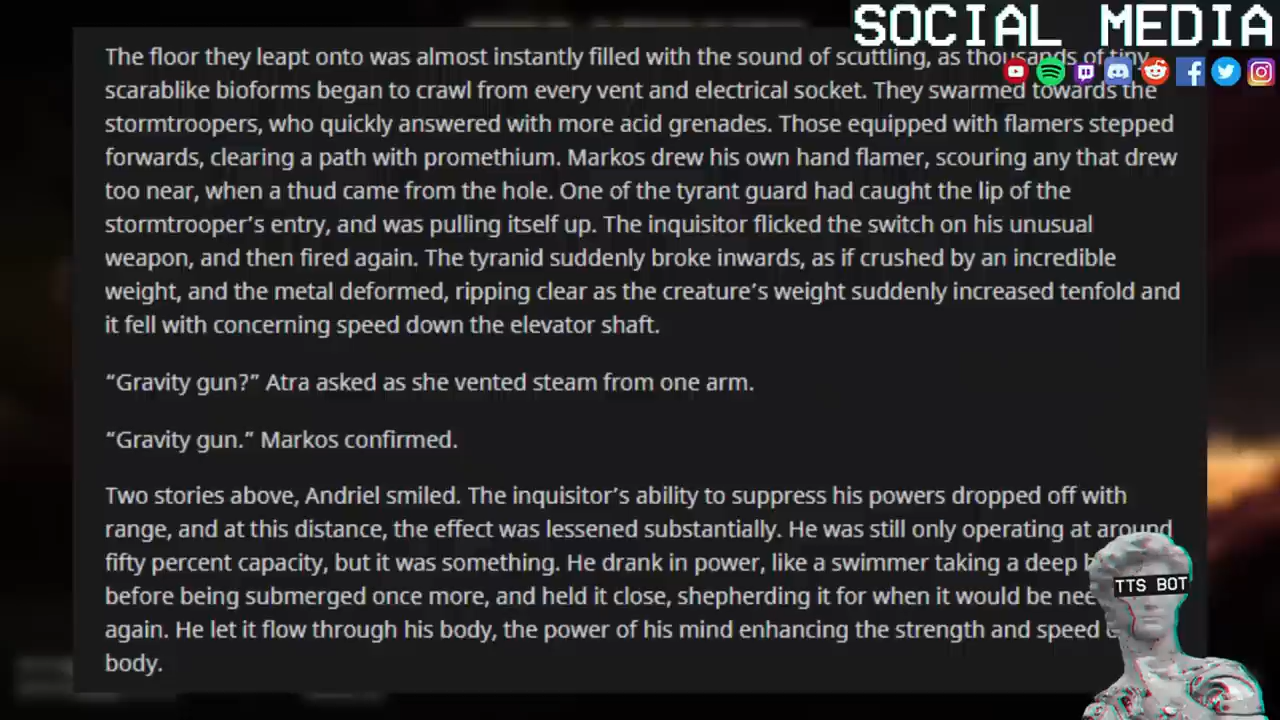 SOCIAL MEDIA
The floor they leapt onto was almost instantly filled with the sound of scuttling, as thousands of tiny
scarablike bioforms began to crawl from every vent and electrical socket. They swarmed towards the
stormtroopers, who quickly answered with more acid grenades. Those equipped with flamers stepped
forwards, clearing a path with promethium. Markos drew his own hand flamer, scouring any that drew
too near, when a thud came from the hole. One of the tyrant guard had caught the lip of the
stormtrooper’s entry, and was pulling itself up. The inquisitor flicked the switch on his unusual
weapon, and then fired again. The tyranid suddenly broke inwards, as if crushed by an incredible
weight, and the metal deformed, ripping clear as the creature’s weight suddenly increased tenfold and
it fell with concerning speed down the elevator shaft.
“Gravity gun?” Atra asked as she vented steam from one arm.
“Gravity gun.” Markos confirmed.
Two stories above, Andriel smiled. The inquisitor’s ability to suppress his powers dropped off with
range, and at this distance, the effect was lessened substantially. He was still only operating at around
fifty percent capacity, but it was something. He drank in power, like a swimmer taking a deep
before being submerged once more, and held it close, shepherding it for when it would be
again. He let it flow through his body, the power of his mind enhancing the strength and speed
body.
TTS BOT